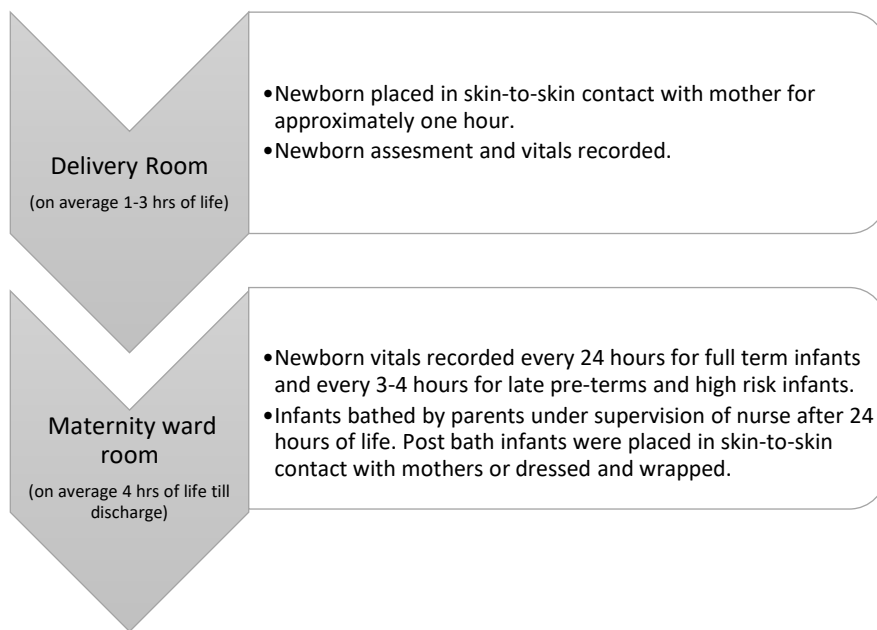 Delivery Room
(on average 1-3 hrs of life)
•Newborn placed in skin-to-skin contact with mother for
approximately one hour.
•Newborn assesment and vitals recorded.
Maternity ward
room
(on average 4 hrs of life till
discharge)
•Newborn vitals recorded every 24 hours for full term infants
and every 3-4 hours for late pre-terms and high risk infants.
•Infants bathed by parents under supervision of nurse after 24
hours of life. Post bath infants were placed in skin-to-skin
contact with mothers or dressed and wrapped.